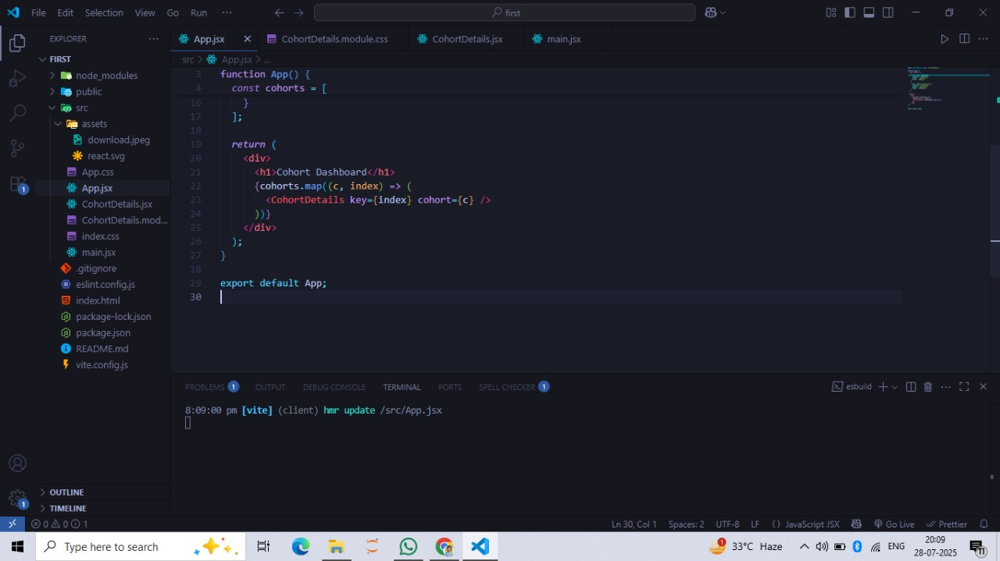 File Edit Selection View Go Run ··· first
EXPLORER ···
App.jsx CohortDetails.module.css CohortDetails.jsx main.jsx
src > App.jsx > ...
FIRST
node_modules
public
src
assets
download.jpeg
react.svg
App.css
App.jsx
CohortDetails.jsx
CohortDetails.mod...
index.css
main.jsx
.gitignore
eslint.config.js
index.html
package-lock.json
package.json
README.md
vite.config.js
OUTLINE
TIMELINE
1
1
3 function App() {
4 const cohorts = [
16 }
17 ];
18
19 return (
20 <div>
21 <h1>Cohort Dashboard</h1>
22 {cohorts.map((c, index) => (
23 <CohortDetails key={index} cohort={c} />
24 ))}
25 </div>
26 );
27 }
28
29 export default App;
30
PROBLEMS 1 OUTPUT DEBUG CONSOLE TERMINAL PORTS SPELL CHECKER 1 esbuild
8:09:00 pm [vite] (client) hmr update /src/App.jsx
0 0 1 Ln 30, Col 1 Spaces: 2 UTF-8 LF {} JavaScript JSX Go Live Prettier
Type here to search 1 33°C Haze ENG 20:09
28-07-2025 11